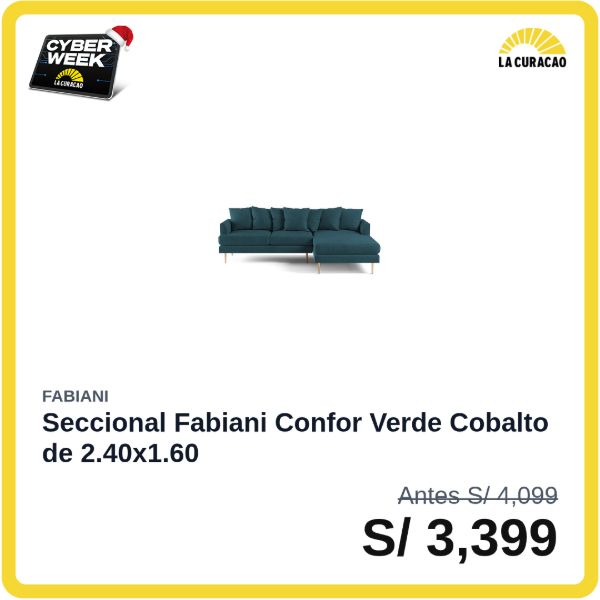 CYBER
WEEK
LA CURACAO
LA CURACAO
FABIANI
Seccional Fabiani Confor Verde Cobalto
de 2.40x1.60
Antes S/ 4,099
S/ 3,399